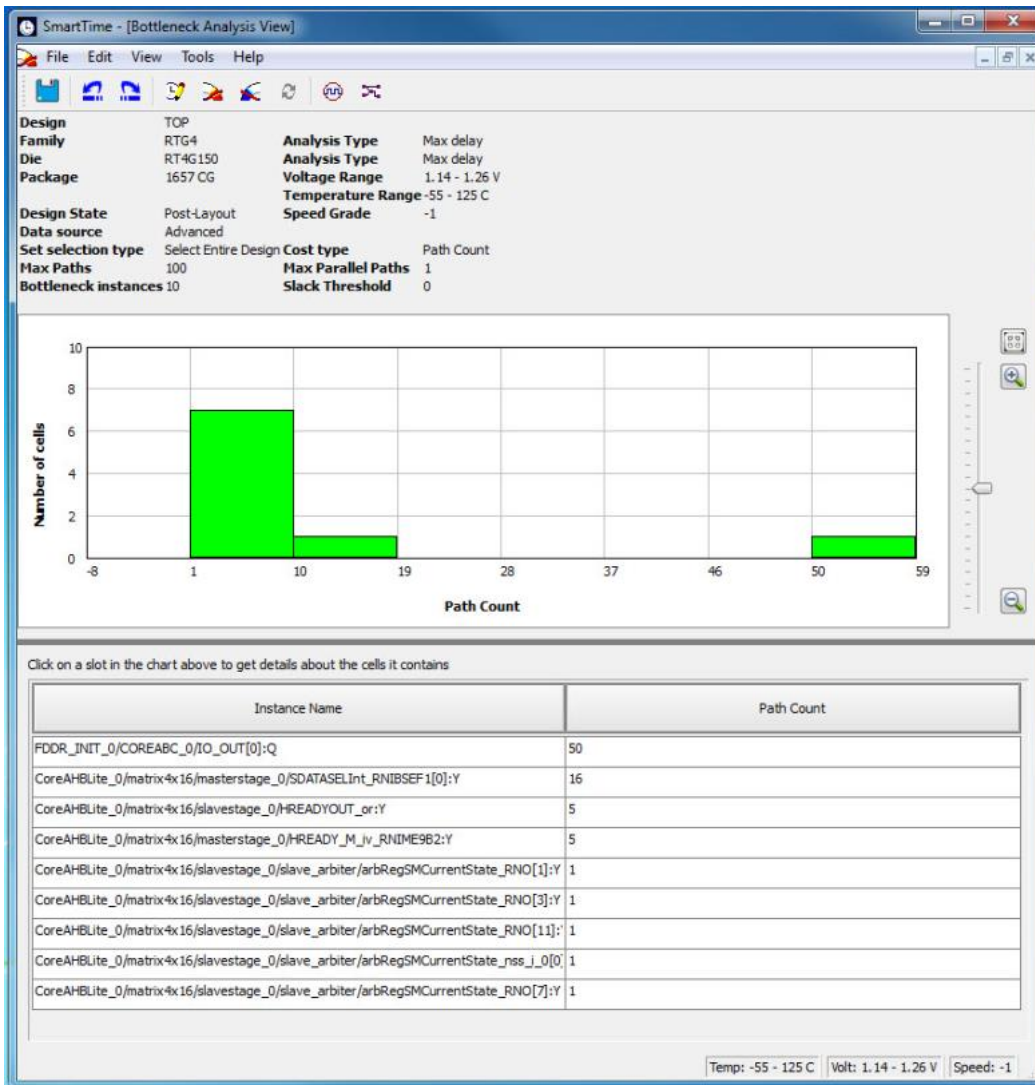 SmartTime - [Bottleneck Analysis View]
File Edit View Tools Help
Design TOP
Family RTG4 Analysis Type Max delay
Die RT4G150 Analysis Type Max delay
Package 1657 CG Voltage Range 1.14 - 1.26 V
Temperature Range -55 - 125 C
Design State Post-Layout Speed Grade -1
Data source Advanced
Set selection type Select Entire Design Cost type Path Count
Max Paths 100 Max Parallel Paths 1
Bottleneck instances 10 Slack Threshold 0
10
8
6
4
2
0
Number of cells
-8 1 10 19 28 37 46 50 59
Path Count
Click on a slot in the chart above to get details about the cells it contains
Instance Name Path Count
FDDR_INIT_0/COREABC_0/IO_OUT[0]:Q 50
CoreAHBLite_0/matrix4x16/masterstage_0/SDATASELInt_RNIBSEF1[0]:Y 16
CoreAHBLite_0/matrix4x16/slavestage_0/HREADYOUT_or:Y 5
CoreAHBLite_0/matrix4x16/masterstage_0/HREADY_M_iv_RNIME9B2:Y 5
CoreAHBLite_0/matrix4x16/slavestage_0/slave_arbiter/arbRegSMCurrentState_RNO[1]:Y 1
CoreAHBLite_0/matrix4x16/slavestage_0/slave_arbiter/arbRegSMCurrentState_RNO[3]:Y 1
CoreAHBLite_0/matrix4x16/slavestage_0/slave_arbiter/arbRegSMCurrentState_RNO[11]: 1
CoreAHBLite_0/matrix4x16/slavestage_0/slave_arbiter/arbRegSMCurrentState_nss_i_0[0] 1
CoreAHBLite_0/matrix4x16/slavestage_0/slave_arbiter/arbRegSMCurrentState_RNO[7]:Y 1
Temp: -55 - 125 C Volt: 1.14 - 1.26 V Speed: -1